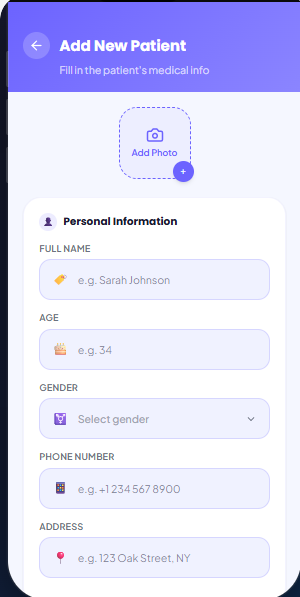 Add New Patient
Fill in the patient's medical info
Add Photo
+
Personal Information
FULL NAME
e.g. Sarah Johnson
AGE
e.g. 34
GENDER
Select gender
PHONE NUMBER
e.g. +1 234 567 8900
ADDRESS
e.g. 123 Oak Street, NY